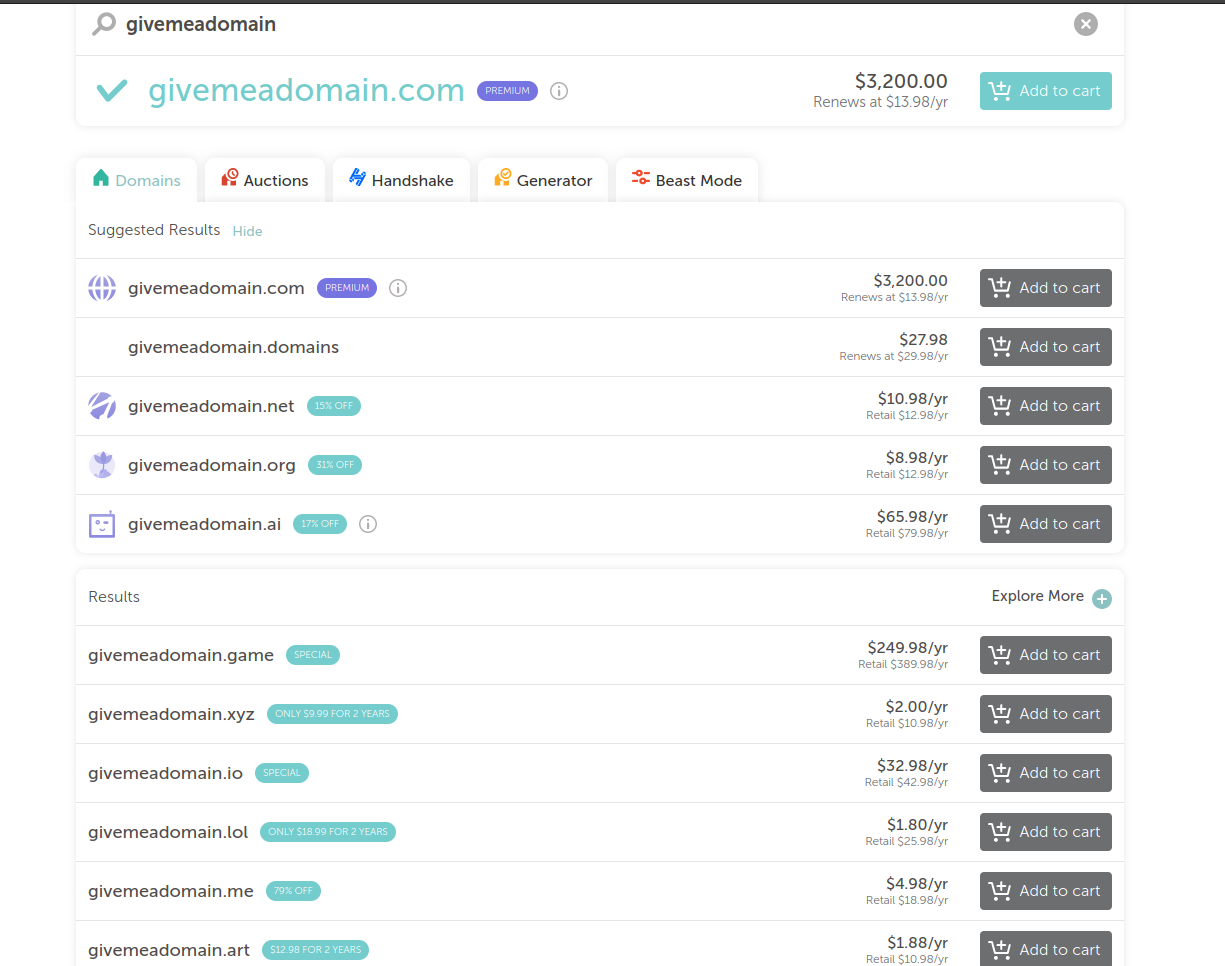 givemeadomain
givemeadomain.com PREMIUM $3,200.00 Add to cart
Renews at $13.98/yr
Domains Auctions Handshake Generator Beast Mode
Suggested Results Hide
givemeadomain.com PREMIUM $3,200.00 Add to cart
Renews at $13.98/yr
givemeadomain.domains $27.98 Add to cart
Renews at $29.98/yr
givemeadomain.net 15% OFF $10.98/yr Add to cart
Retail $12.98/yr
givemeadomain.org 31% OFF $8.98/yr Add to cart
Retail $12.98/yr
givemeadomain.ai 17% OFF $65.98/yr Add to cart
Retail $79.98/yr
Results Explore More
givemeadomain.game SPECIAL $249.98/yr Add to cart
Retail $389.98/yr
givemeadomain.xyz ONLY $9.99 FOR 2 YEARS $2.00/yr Add to cart
Retail $10.98/yr
givemeadomain.io SPECIAL $32.98/yr Add to cart
Retail $42.98/yr
givemeadomain.lol ONLY $18.99 FOR 2 YEARS $1.80/yr Add to cart
Retail $25.98/yr
givemeadomain.me 79% OFF $4.98/yr Add to cart
Retail $18.98/yr
givemeadomain.art $12.98 FOR 2 YEARS $1.88/yr Add to cart
Retail $10.98/yr